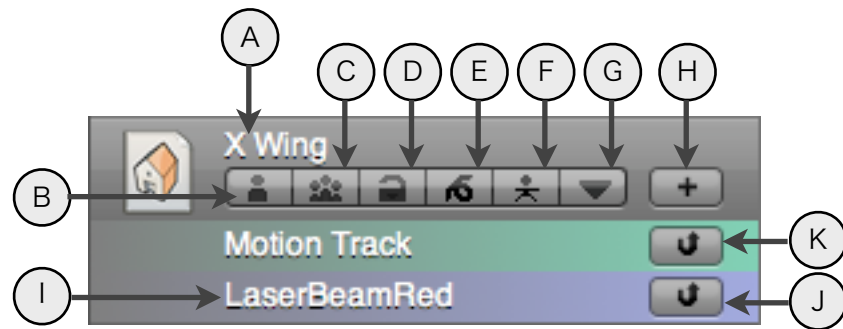 A
C D E F G H
X Wing
B
Motion Track
K
I
LaserBeamRed
J